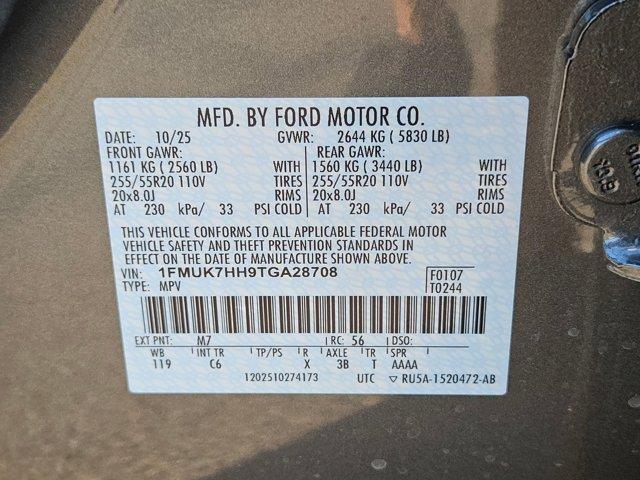 MFD. BY FORD MOTOR CO.
DATE: 10/25 GVWR: 2644 KG ( 5830 LB)
FRONT GAWR: REAR GAWR:
1161 KG ( 2560 LB) WITH 1560 KG ( 3440 LB) WITH
255/55R20 110V TIRES 255/55R20 110V TIRES
20x8.0J RIMS 20x8.0J RIMS
AT 230 kPa/ 33 PSI COLD AT 230 kPa/ 33 PSI COLD
THIS VEHICLE CONFORMS TO ALL APPLICABLE FEDERAL MOTOR
VEHICLE SAFETY AND THEFT PREVENTION STANDARDS IN
EFFECT ON THE DATE OF MANUFACTURE SHOWN ABOVE.
VIN: 1FMUK7HH9TGA28708 F0107
TYPE: MPV T0244
EXT PNT: M7 RC: 56 DSO:
WB INT TR TP/PS R AXLE TR SPR
119 C6 X 3B T AAAA
1202510274173 UTC ▽ RU5A-1520472-AB